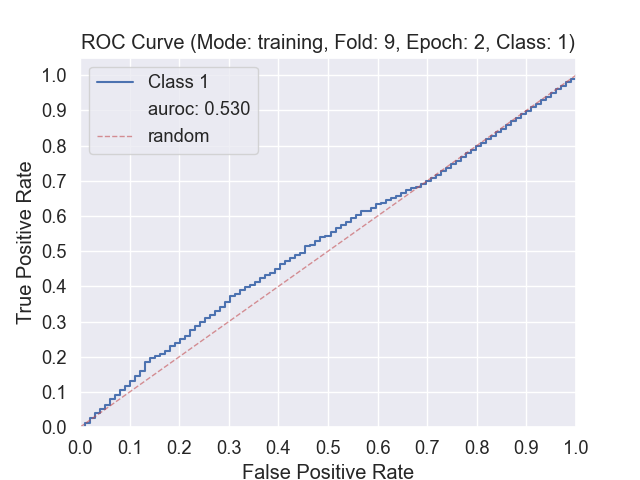 ROC Curve (Mode: training, Fold: 9, Epoch: 2, Class: 1)
Class 1
auroc: 0.530
random
True Positive Rate
1.0
0.9
0.8
0.7
0.6
0.5
0.4
0.3
0.2
0.1
0.0
0.0 0.1 0.2 0.3 0.4 0.5 0.6 0.7 0.8 0.9 1.0
False Positive Rate